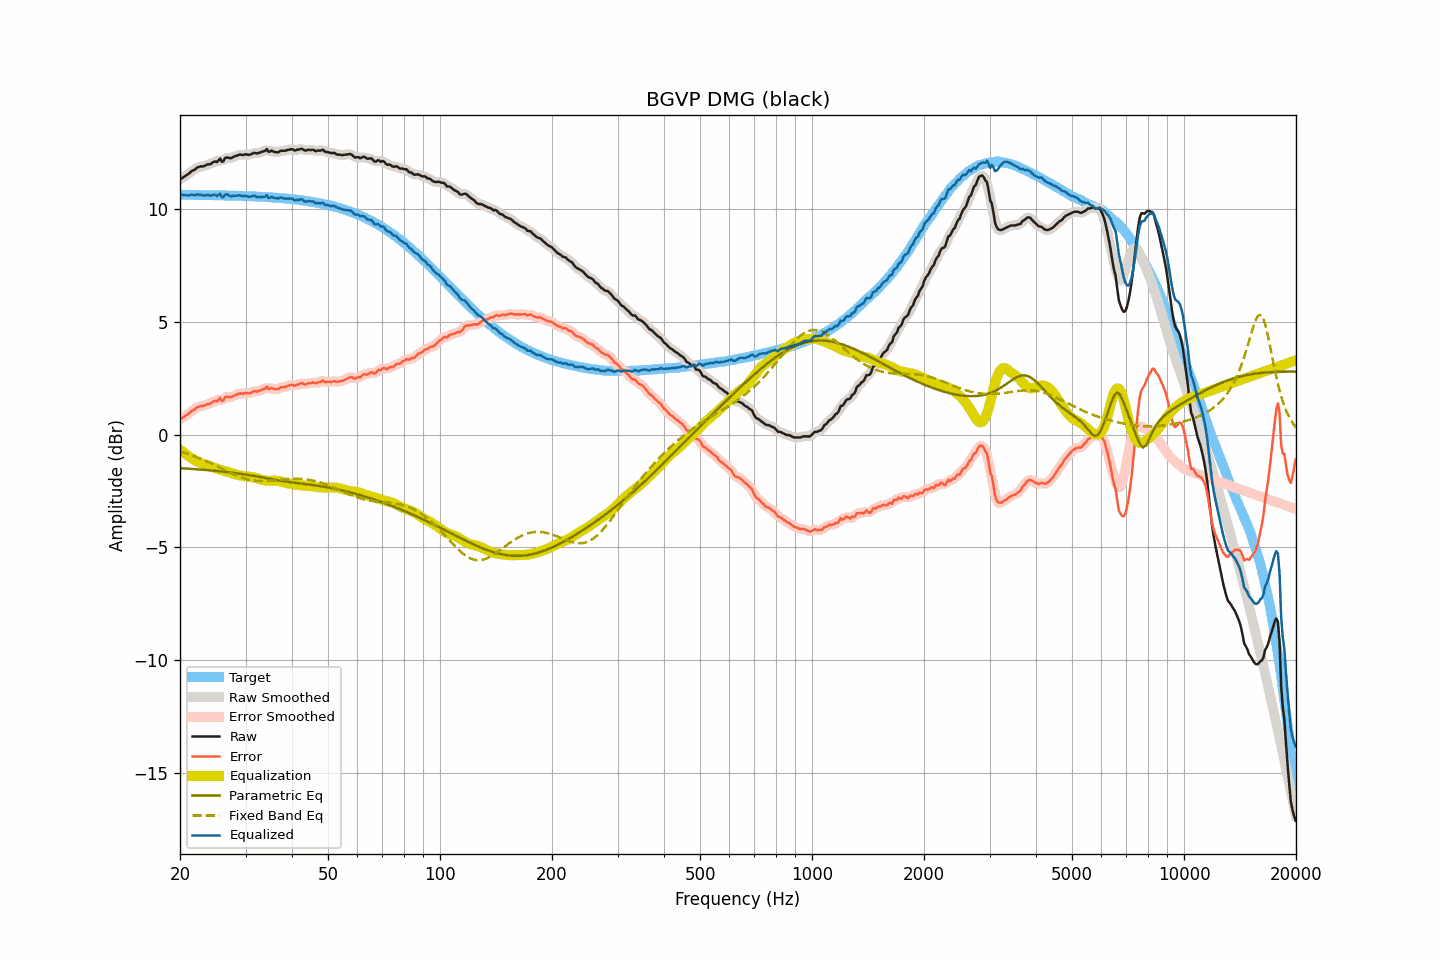 BGVP DMG (black)
Amplitude (dBr)
10
5
0
−5
−10
−15
Target
Raw Smoothed
Error Smoothed
Raw
Error
Equalization
Parametric Eq
Fixed Band Eq
Equalized
20 50 100 200 500 1000 2000 5000 10000 20000
Frequency (Hz)